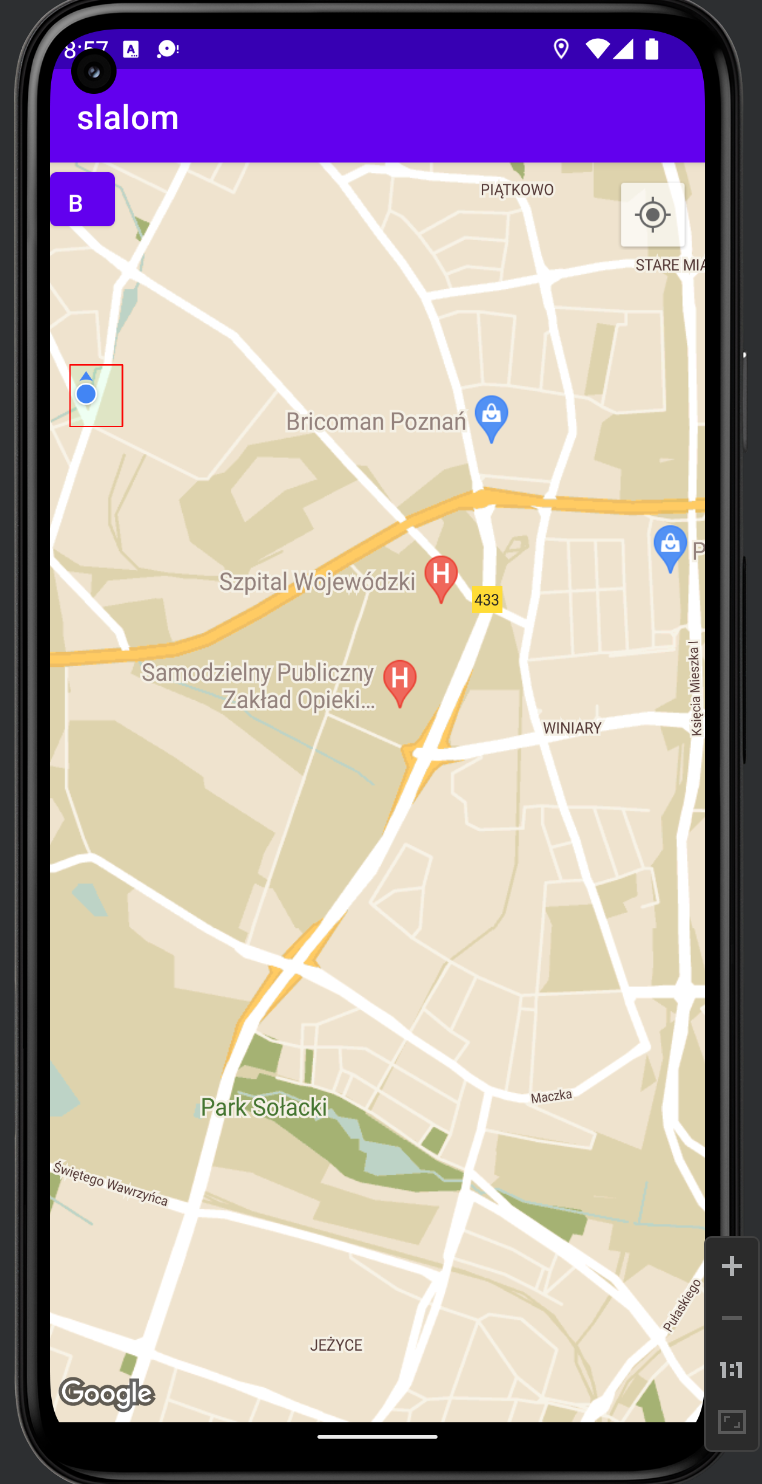 8:57
slalom
B
PIĄTKOWO
STARE MIA
Bricoman Poznań
P
Szpital Wojewódzki
433
Samodzielny Publiczny
Zakład Opieki...
Księcia Mieszka I
WINIARY
Park Sołacki
Maczka
Świętego Wawrzyńca
Pułaskiego
JEŻYCE
1:1
Google